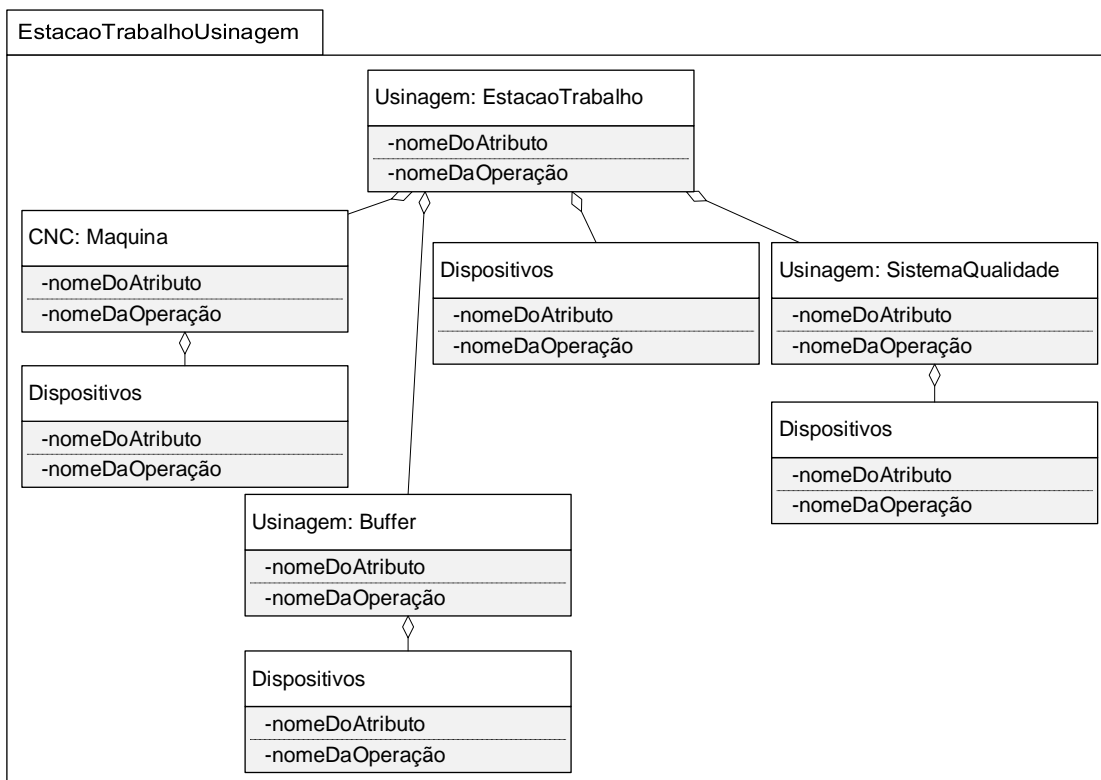 EstacaoTrabalhoUsinagem
Usinagem: EstacaoTrabalho
-nomeDoAtributo
-nomeDaOperação
CNC: Maquina
-nomeDoAtributo
-nomeDaOperação
Dispositivos
-nomeDoAtributo
-nomeDaOperação
Usinagem: SistemaQualidade
-nomeDoAtributo
-nomeDaOperação
Dispositivos
-nomeDoAtributo
-nomeDaOperação
Dispositivos
-nomeDoAtributo
-nomeDaOperação
Usinagem: Buffer
-nomeDoAtributo
-nomeDaOperação
Dispositivos
-nomeDoAtributo
-nomeDaOperação